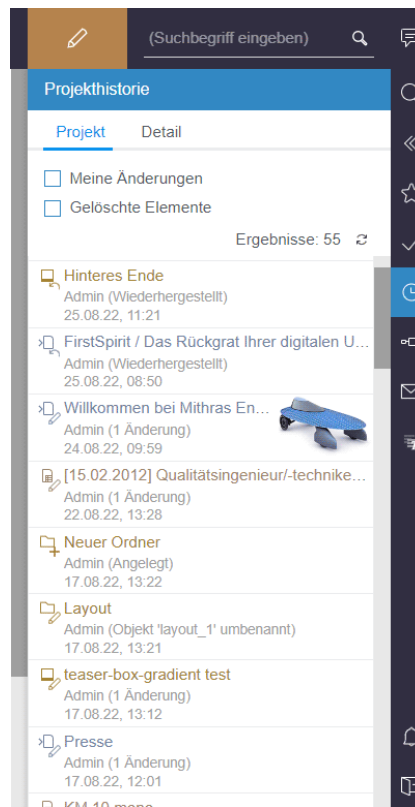 (Suchbegriff eingeben)
Projekthistorie
Projekt Detail
Meine Änderungen
Gelöschte Elemente
Ergebnisse: 55
Hinteres Ende
Admin (Wiederhergestellt)
25.08.22, 11:21
FirstSpirit / Das Rückgrat Ihrer digitalen U...
Admin (Wiederhergestellt)
25.08.22, 08:50
Willkommen bei Mithras En...
Admin (1 Änderung)
24.08.22, 09:59
[15.02.2012] Qualitätsingenieur/-technike...
Admin (1 Änderung)
22.08.22, 13:28
Neuer Ordner
Admin (Angelegt)
17.08.22, 13:22
Layout
Admin (Objekt 'layout_1' umbenannt)
17.08.22, 13:21
teaser-box-gradient test
Admin (1 Änderung)
17.08.22, 13:12
Presse
Admin (1 Änderung)
17.08.22, 12:01
KM 10 mono